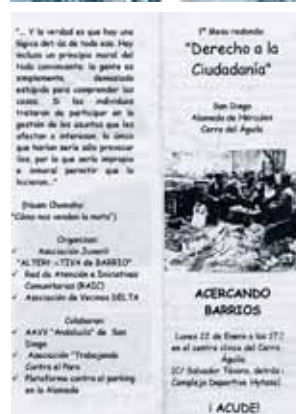 "... Y la verdad es que hay una
lógica detrás de todo eso. Hay
incluso un principio moral del
todo convincente: la gente es
simplemente, demasiado
estúpida para comprender las
cosas. Si los individuos
trataran de participar en la
gestión de los asuntos que les
afectan o interesan, lo único
que harían sería sólo provocar
líos, por lo que sería impropio
e inmoral permitir que lo
hicieran..."
(Noam Chomsky:
"Cómo nos venden la moto")
Organizan:
✓ Asociación Juvenil
"ALTERNATIVA de BARRIO"
✓ Red de Atención e Iniciativas
Comunitarias (RAIC)
✓ Asociación de Vecinos DELTA
Colaboran:
✓ AAVV "Andalucía" de San
Diego
✓ Asociación "Trabajando
Contra el Paro
✓ Plataforma contra el parking
en la Alameda
1ª Mesa redonda:
"Derecho a la
Ciudadanía"
San Diego
Alameda de Hércules
Cerro del Águila
ACERCANDO
BARRIOS
Lunes 22 de Enero a las
en el centro cívico del Cerro
Águila
(C/ Salvador Távora, detrás
Complejo Deportivo Hytasa)
¡ ACUDE!